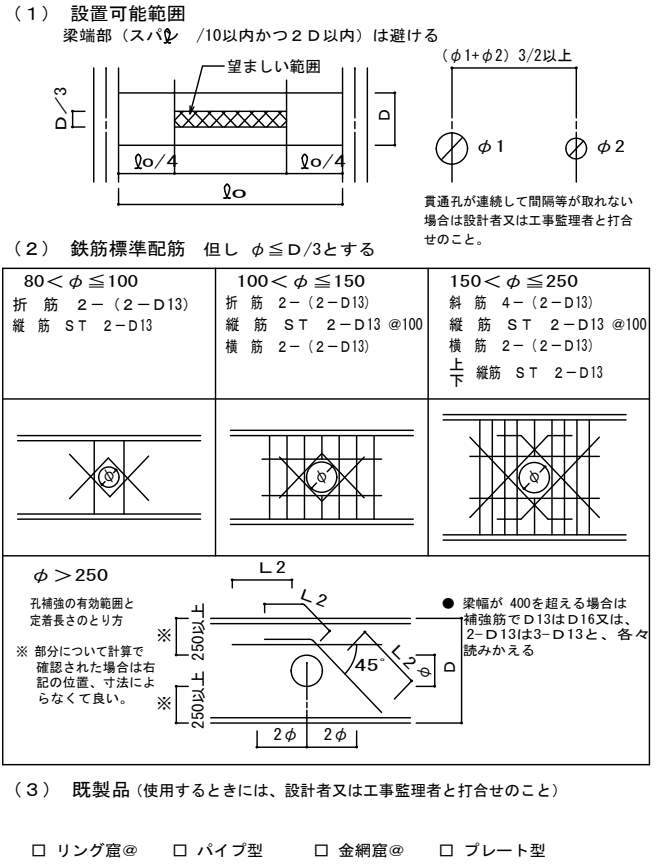 （１） 設置可能範囲
梁端部（スパℓ /10以内かつ２Ｄ以内）は避ける
望ましい範囲
D/3
D
ℓo/4
ℓo/4
ℓo
(φ1+φ2) 3/2以上
φ1
φ2
貫通孔が連続して間隔等が取れない
場合は設計者又は工事監理者と打合
せのこと。
（２） 鉄筋標準配筋 但し φ≦D/3とする
80＜φ≦100
折 筋 2－(2－D13)
縦 筋 ST 2－D13
100＜φ≦150
折 筋 2－(2－D13)
縦 筋 ST 2－D13 @100
横 筋 2－(2－D13)
150＜φ≦250
斜 筋 4－(2－D13)
縦 筋 ST 2－D13 @100
横 筋 2－(2－D13)
上
下 縦筋 ST 2－D13
φ
φ
φ
φ＞250
孔補強の有効範囲と
定着長さのとり方
※ 部分について計算で
確認された場合は右
記の位置、寸法によ
らなくて良い。
L2
L2
※
250以上
45°
L2
φ
D
※
250以上
2φ
2φ
● 梁幅が 400を超える場合は
補強筋でD13はD16又は、
2-D13は3-D13と、各々
読みかえる
（３） 既製品（使用するときには、設計者又は工事監理者と打合せのこと）
□ リング窟@ □ パイプ型 □ 金網窟@ □ プレート型